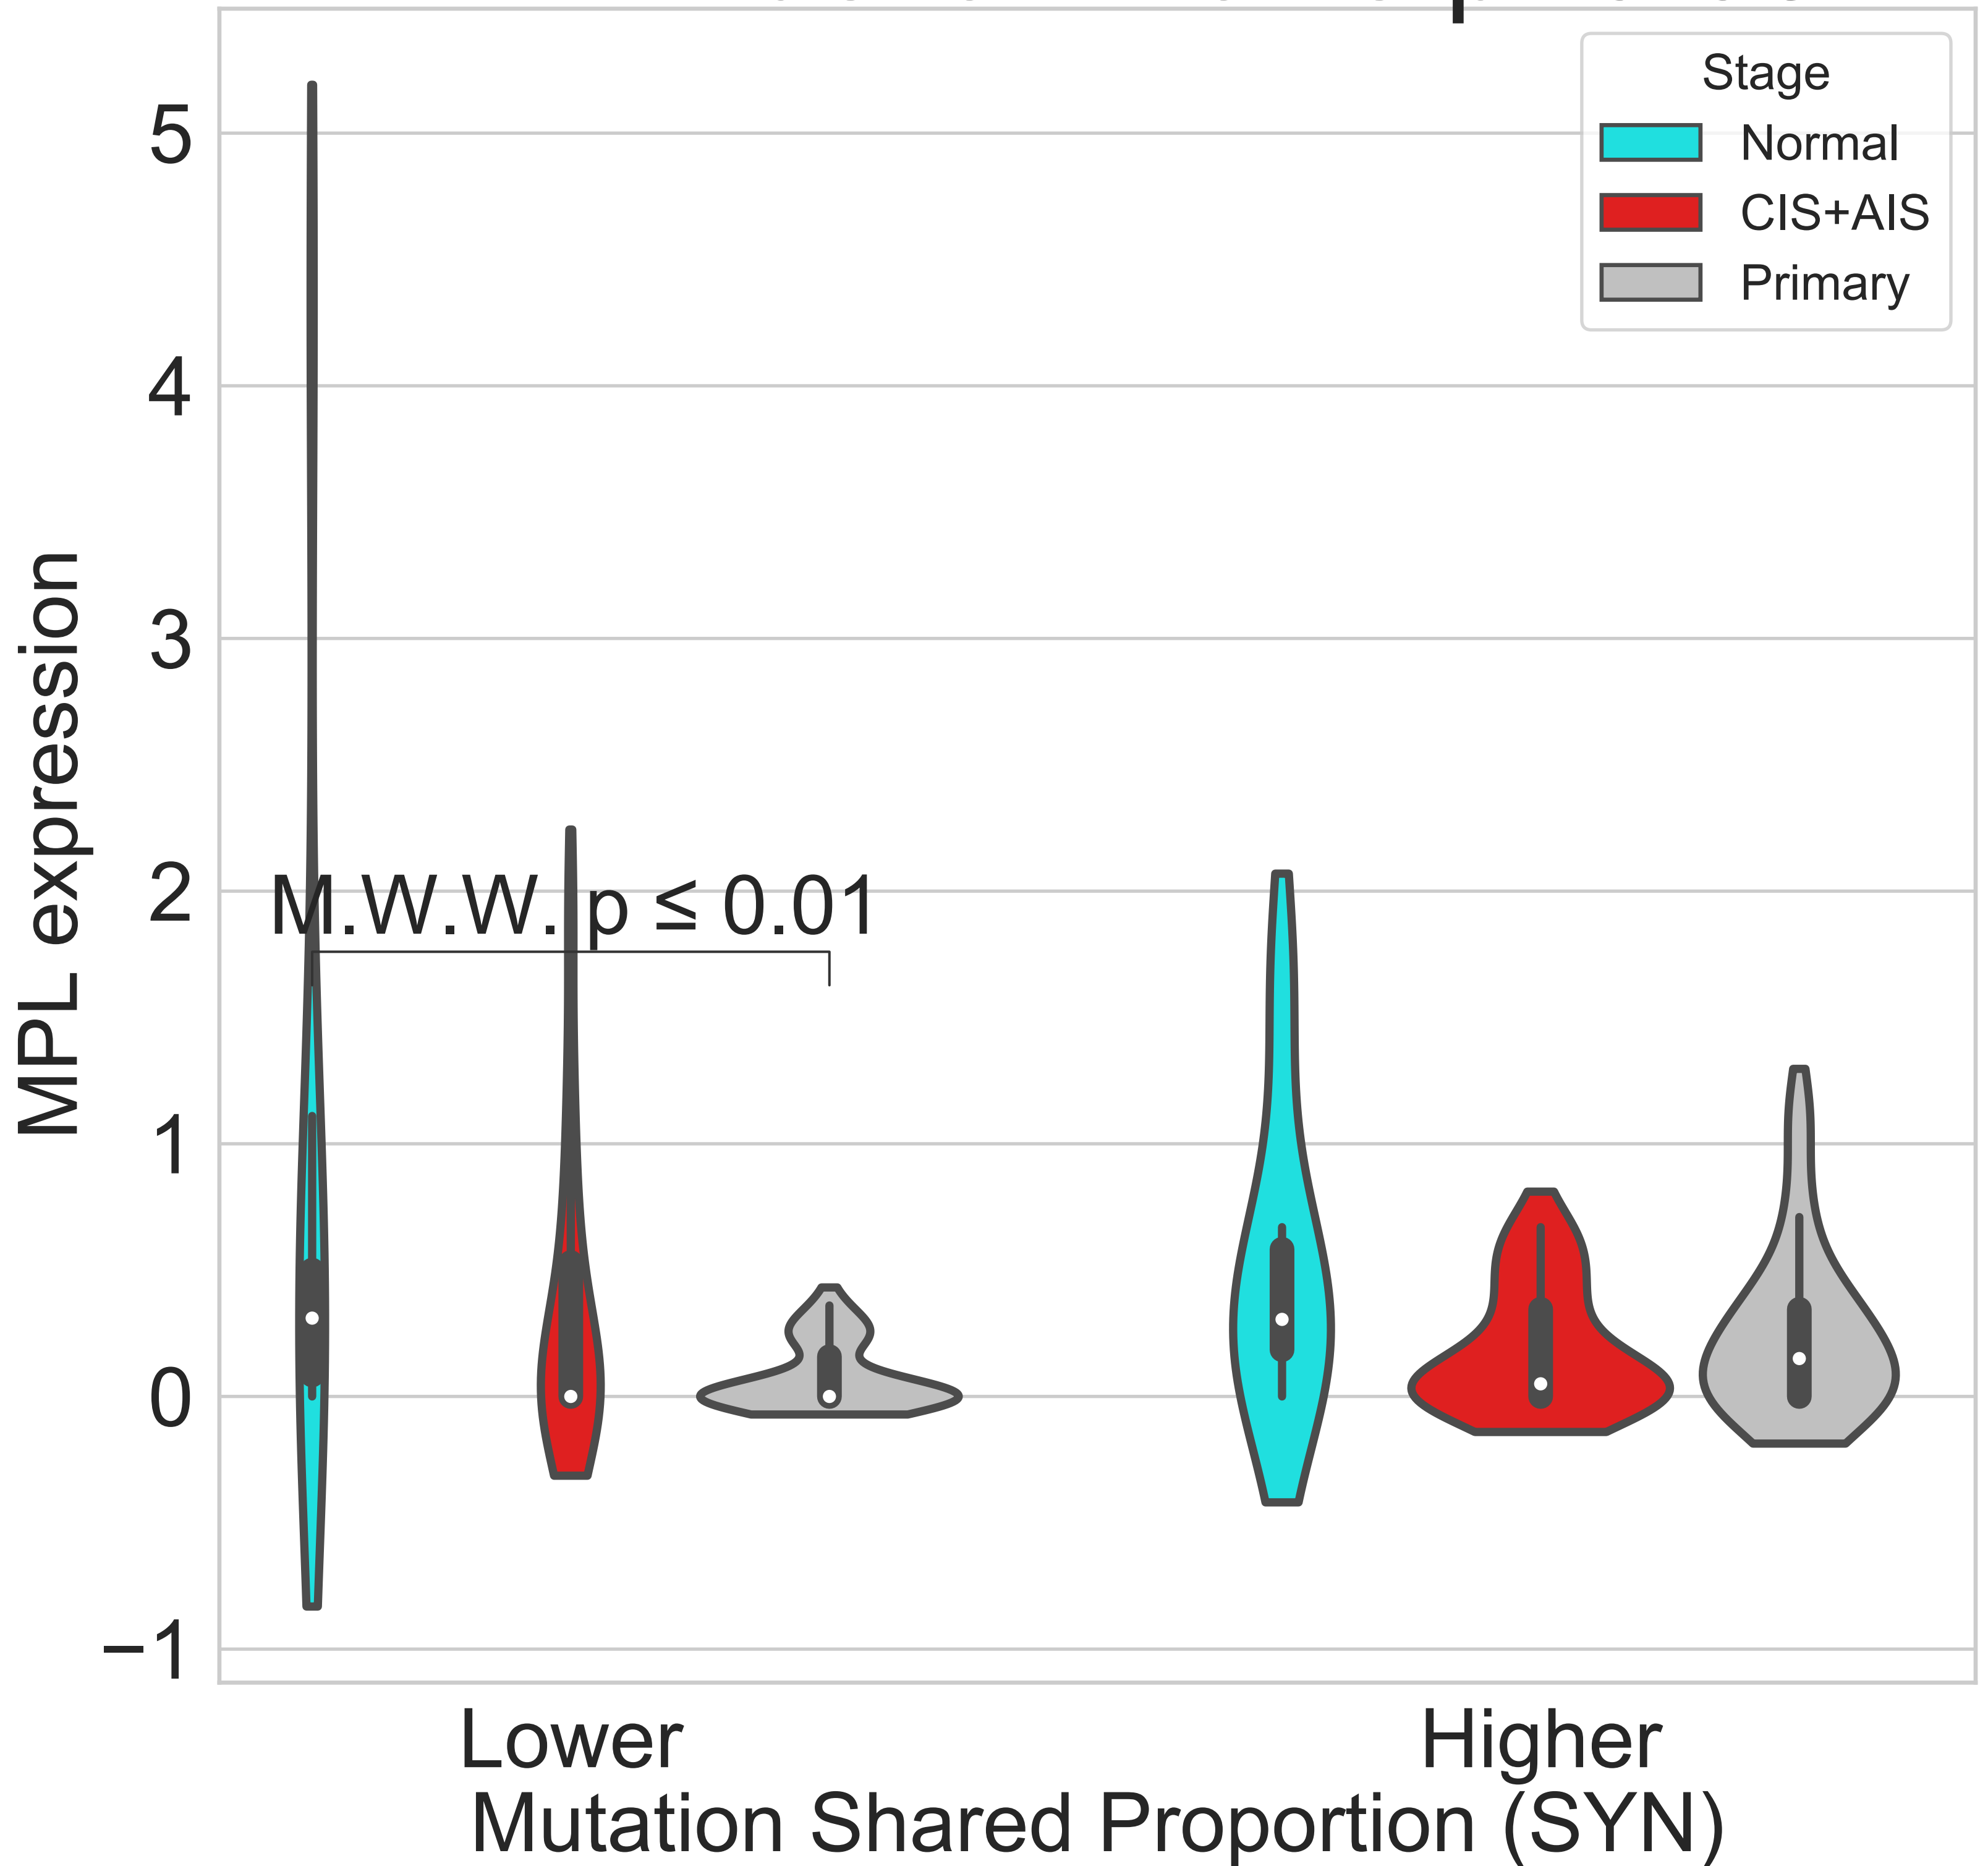 Stage
Normal
CIS+AIS
Primary
5
4
3
2
1
0
−1
MPL expression
M.W.W. p ≤ 0.01
Lower
Higher
Mutation Shared Proportion (SYN)